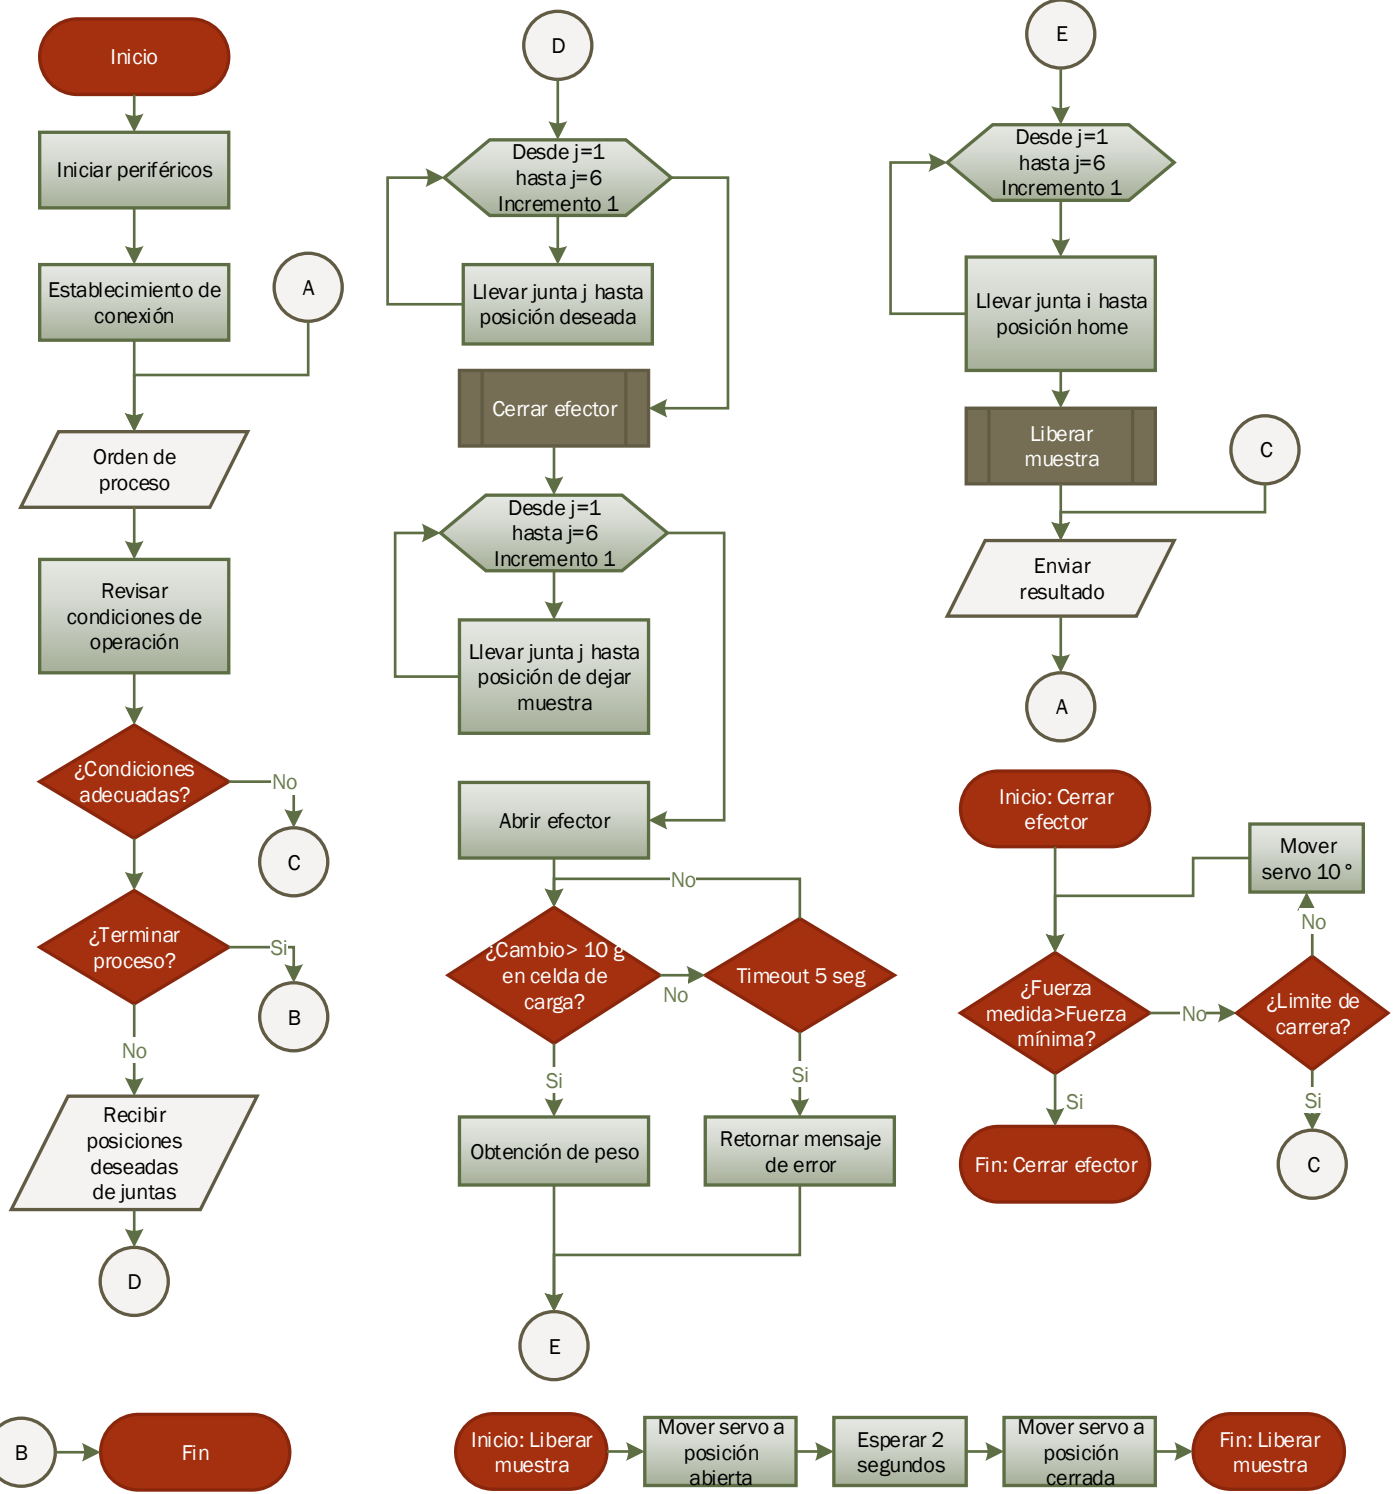 Inicio
Iniciar periféricos
Establecimiento de
conexión
A
Orden de
proceso
Revisar
condiciones de
operación
¿Condiciones
adecuadas?
No
C
¿Terminar
proceso?
Si
B
No
Recibir
posiciones
deseadas
de juntas
D
B
Fin
D
Desde j=1
hasta j=6
Incremento 1
Llevar junta j hasta
posición deseada
Cerrar efector
Desde j=1
hasta j=6
Incremento 1
Llevar junta j hasta
posición de dejar
muestra
Abrir efector
No
¿Cambio> 10 g
en celda de
carga?
No
Timeout 5 seg
Si
Si
Obtención de peso
Retornar mensaje
de error
E
E
Desde j=1
hasta j=6
Incremento 1
Llevar junta i hasta
posición home
Liberar
muestra
C
Enviar
resultado
A
Inicio: Cerrar
efector
Mover
servo 10°
No
¿Fuerza
medida>Fuerza
mínima?
No
¿Limite de
carrera?
Si
Si
Fin: Cerrar efector
C
Inicio: Liberar
muestra
Mover servo a
posición
abierta
Esperar 2
segundos
Mover servo a
posición
cerrada
Fin: Liberar
muestra